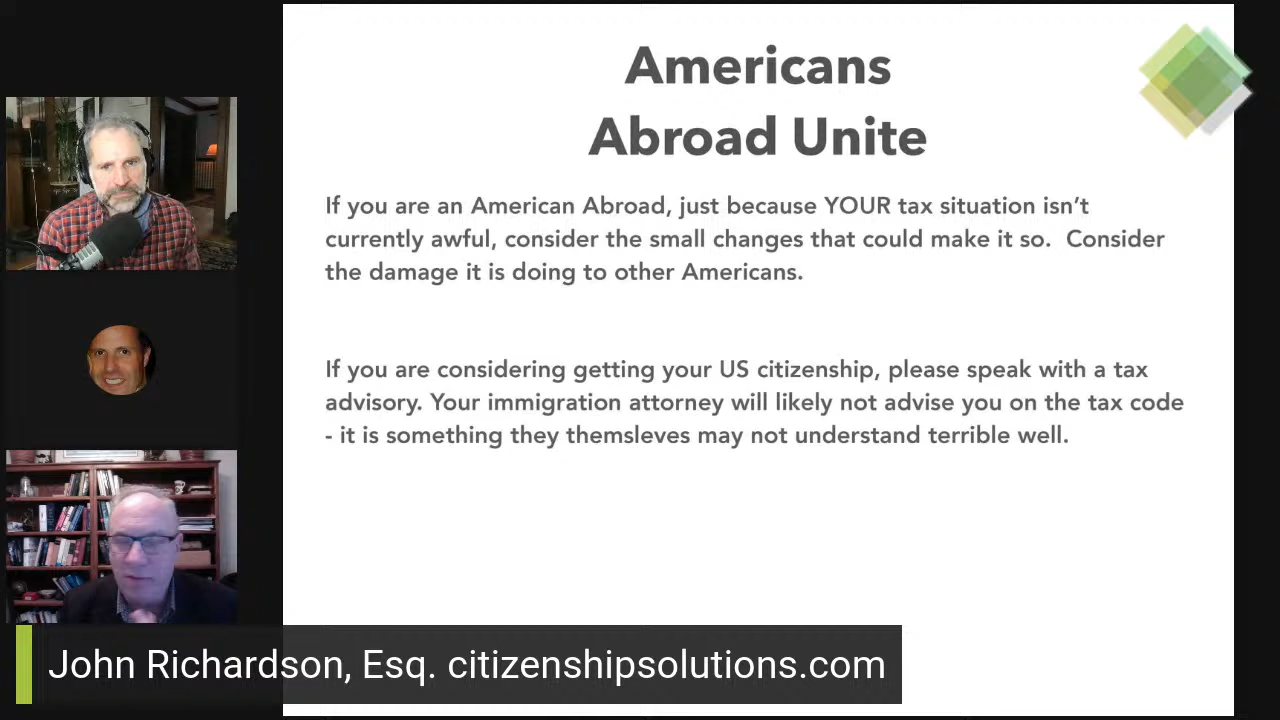 Americans
Abroad Unite
If you are an American Abroad, just because YOUR tax situation isn’t
currently awful, consider the small changes that could make it so.  Consider
the damage it is doing to other Americans.
If you are considering getting your US citizenship, please speak with a tax
advisory. Your immigration attorney will likely not advise you on the tax code
- it is something they themsleves may not understand terrible well.
John Richardson, Esq. citizenshipsolutions.com